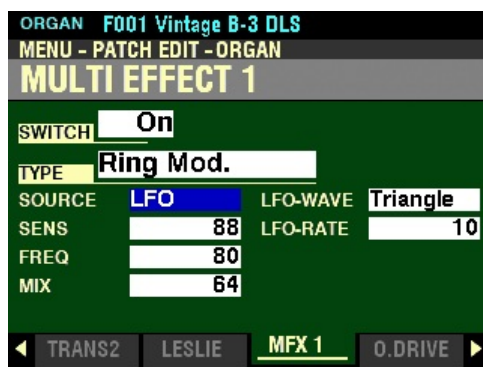 ORGAN F001 Vintage B-3 DLS
MENU - PATCH EDIT - ORGAN
MULTI EFFECT 1
SWITCH On
TYPE Ring Mod.
SOURCE LFO LFO-WAVE Triangle
SENS 88 LFO-RATE 10
FREQ 80
MIX 64
TRANS2 LESLIE MFX 1 O.DRIVE